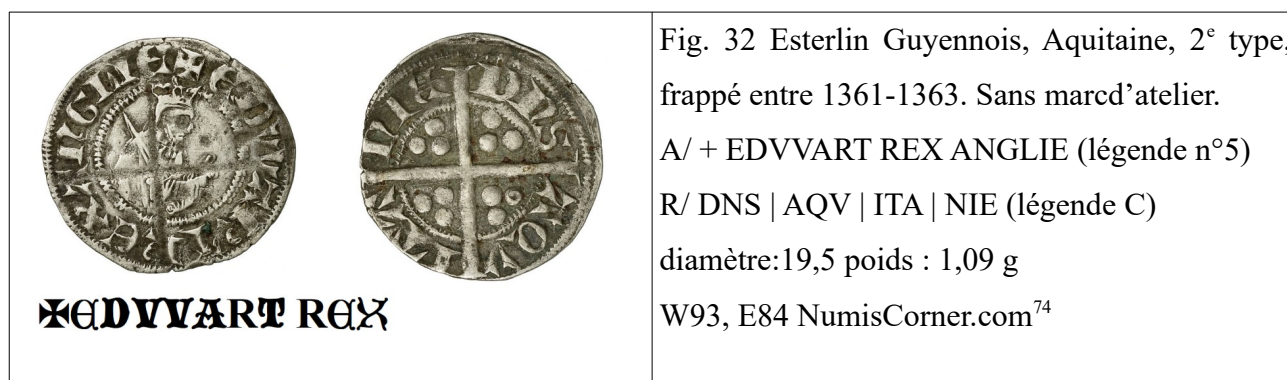 ✠EDVVART REX
Fig. 32 Esterlin Guyennois, Aquitaine, 2e type,
frappé entre 1361-1363. Sans marcd’atelier.
A/ + EDVVART REX ANGLIE (légende n°5)
R/ DNS | AQV | ITA | NIE (légende C)
diamètre:19,5 poids : 1,09 g
W93, E84 NumisCorner.com74